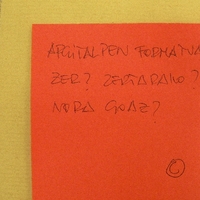 ARGITALPEN FORMATUA
ZER? ZERTARAKO?
NORA GOAZ?